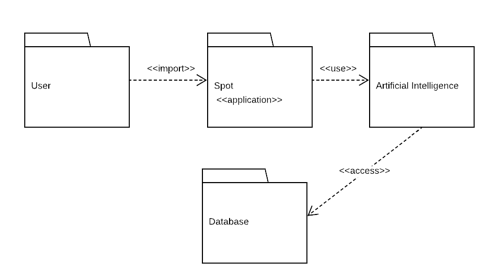 <<import>>
<<use>>
User
Spot
<<application>>
Artificial Intelligence
<<access>>
Database